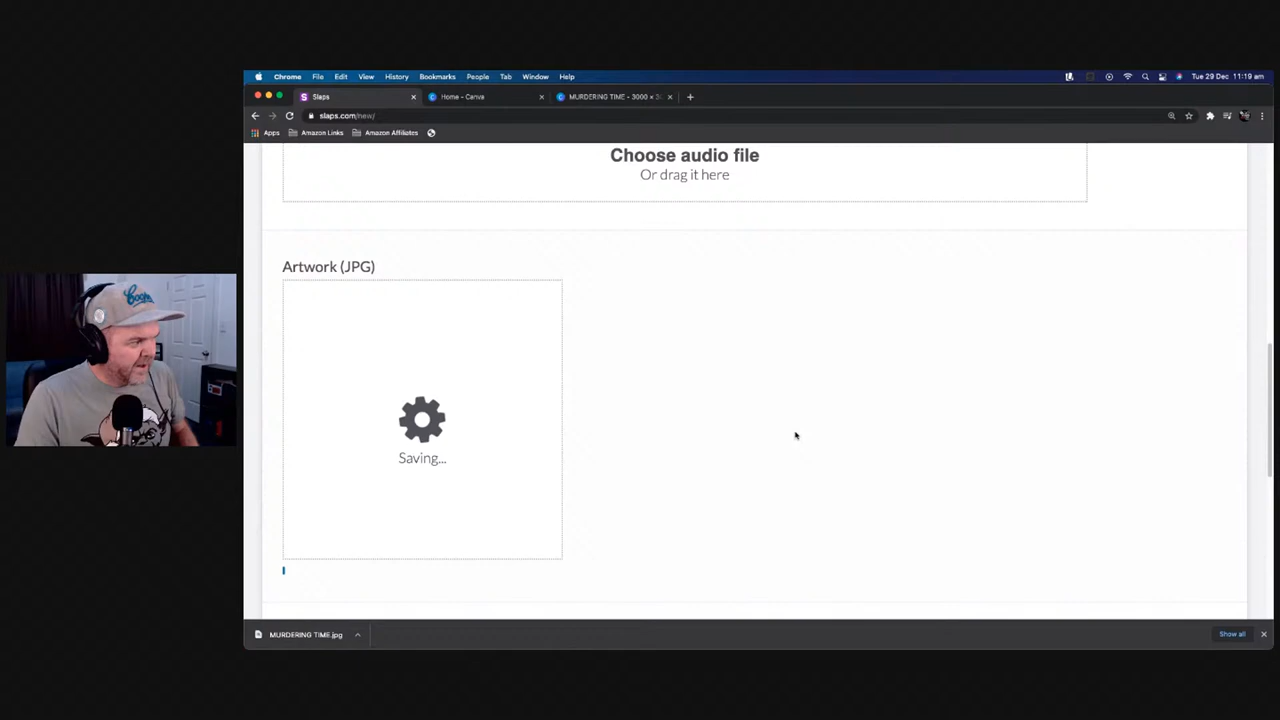 Chrome File Edit View History Bookmarks People Tab Window Help
Tue 29 Dec 11:19 am
Slaps
Home - Canva
MURDERING TIME - 3000 ×
slaps.com/new/
Apps Amazon Links Amazon Affiliates
Choose audio file
Or drag it here
Artwork (JPG)
Saving...
MURDERING TIME.jpg
Show all